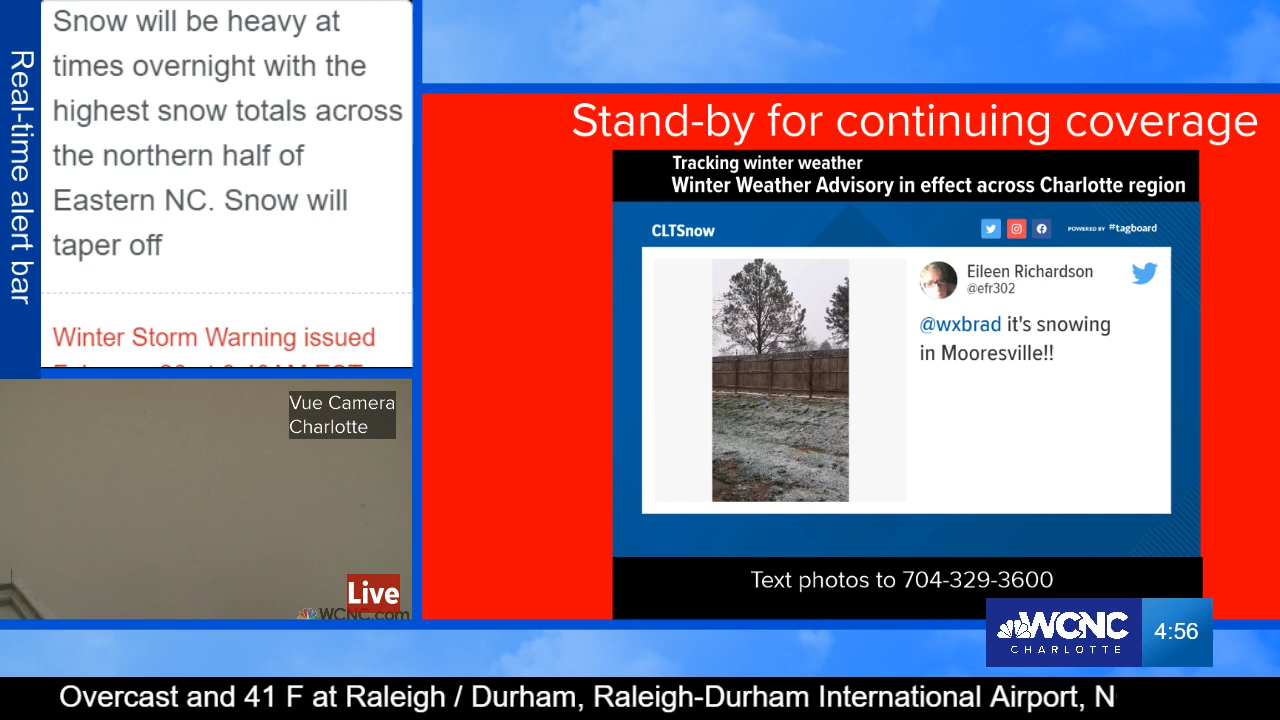 Real-time alert bar
Snow will be heavy at
times overnight with the
highest snow totals across
the northern half of
Eastern NC. Snow will
taper off
Winter Storm Warning issued
Vue Camera
Charlotte
Live
WCNC.com
Stand-by for continuing coverage
Tracking winter weather
Winter Weather Advisory in effect across Charlotte region
CLTSnow
POWERED BY #tagboard
Eileen Richardson
@efr302
@wxbrad it's snowing
in Mooresville!!
Text photos to 704-329-3600
WCNC
CHARLOTTE
4:56
Overcast and 41 F at Raleigh / Durham, Raleigh-Durham International Airport, N